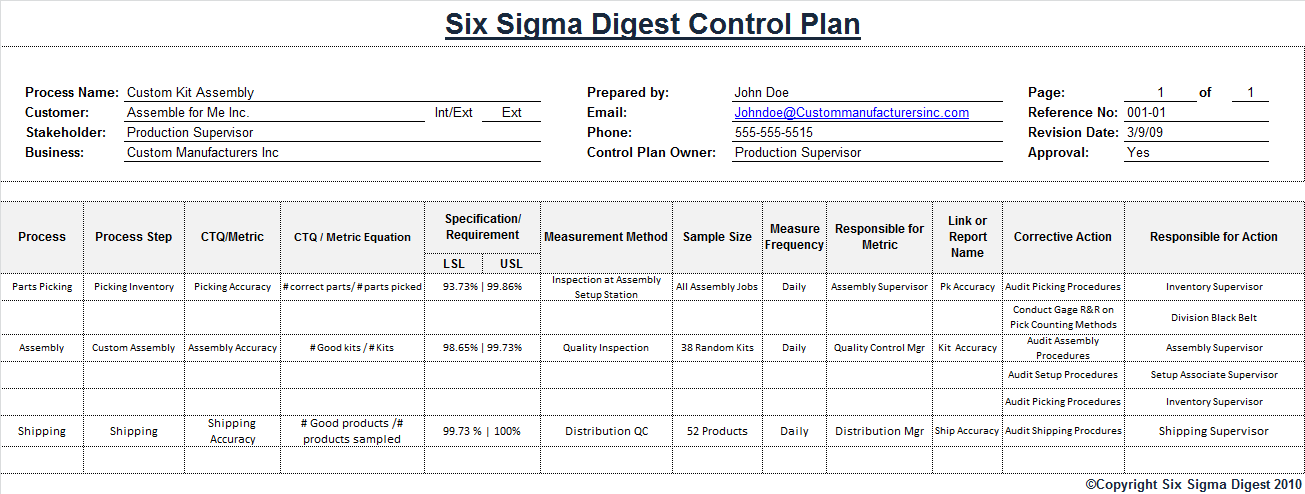 Six Sigma Digest Control Plan
Process Name: Custom Kit Assembly Prepared by: John Doe Page: 1 of 1
Customer: Assemble for Me Inc. Int/Ext Ext Email: Johndoe@Custommanufacturersinc.com Reference No: 001-01
Stakeholder: Production Supervisor Phone: 555-555-5515 Revision Date: 3/9/09
Business: Custom Manufacturers Inc Control Plan Owner: Production Supervisor Approval: Yes
Process Process Step CTQ/Metric CTQ / Metric Equation Specification/
Requirement
LSL USL Measurement Method Sample Size Measure
Frequency Responsible for
Metric Link or
Report
Name Corrective Action Responsible for Action
Parts Picking Picking Inventory Picking Accuracy # correct parts/ # parts picked 93.73% | 99.86% Inspection at Assembly
Setup Station All Assembly Jobs Daily Assembly Supervisor Pk Accuracy Audit Picking Procedures Inventory Supervisor
Conduct Gage R&R on
Pick Counting Methods Division Black Belt
Assembly Custom Assembly Assembly Accuracy # Good kits / # Kits 98.65% | 99.73% Quality Inspection 38 Random Kits Daily Quality Control Mgr Kit Accuracy Audit Assembly
Procedures Assembly Supervisor
Audit Setup Procedures Setup Associate Supervisor
Audit Picking Procedures Inventory Supervisor
Shipping Shipping Shipping
Accuracy # Good products /#
products sampled 99.73 % | 100% Distribution QC 52 Products Daily Distribution Mgr Ship Accuracy Audit Shipping Procdures Shipping Supervisor
©Copyright Six Sigma Digest 2010